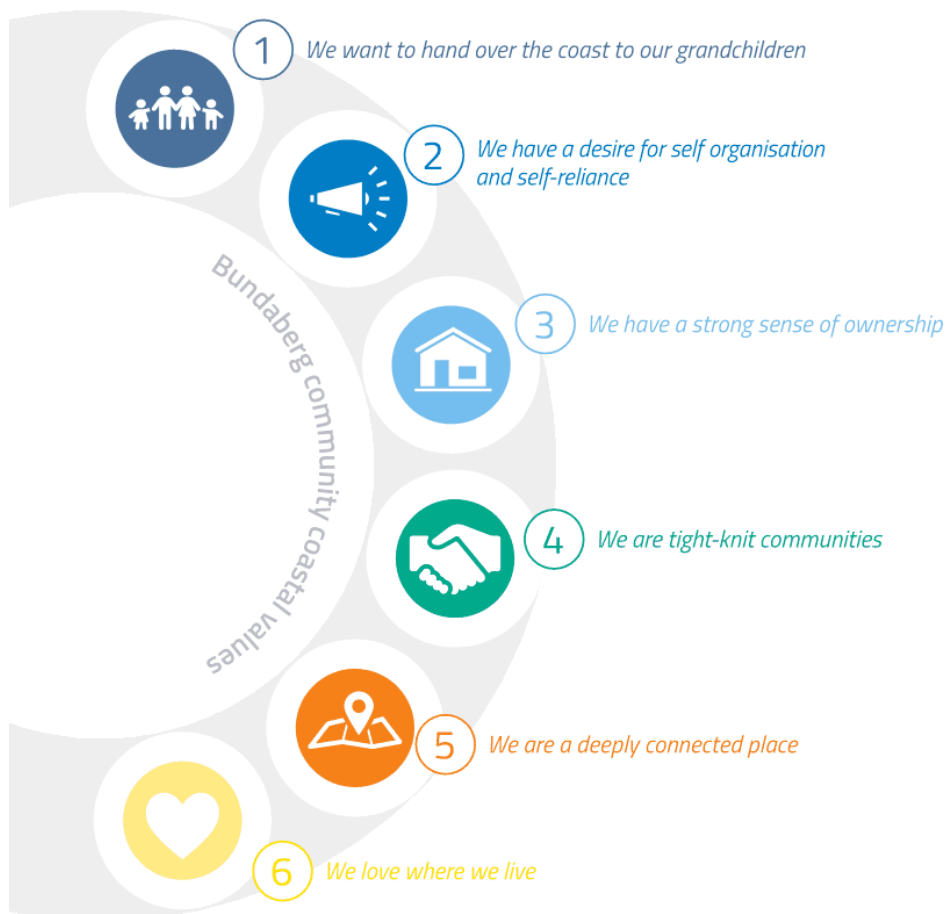 1
We want to hand over the coast to our grandchildren
2
We have a desire for self organisation
and self-reliance
3
We have a strong sense of ownership
Bundaberg community coastal values
4
We are tight-knit communities
5
We are a deeply connected place
6
We love where we live